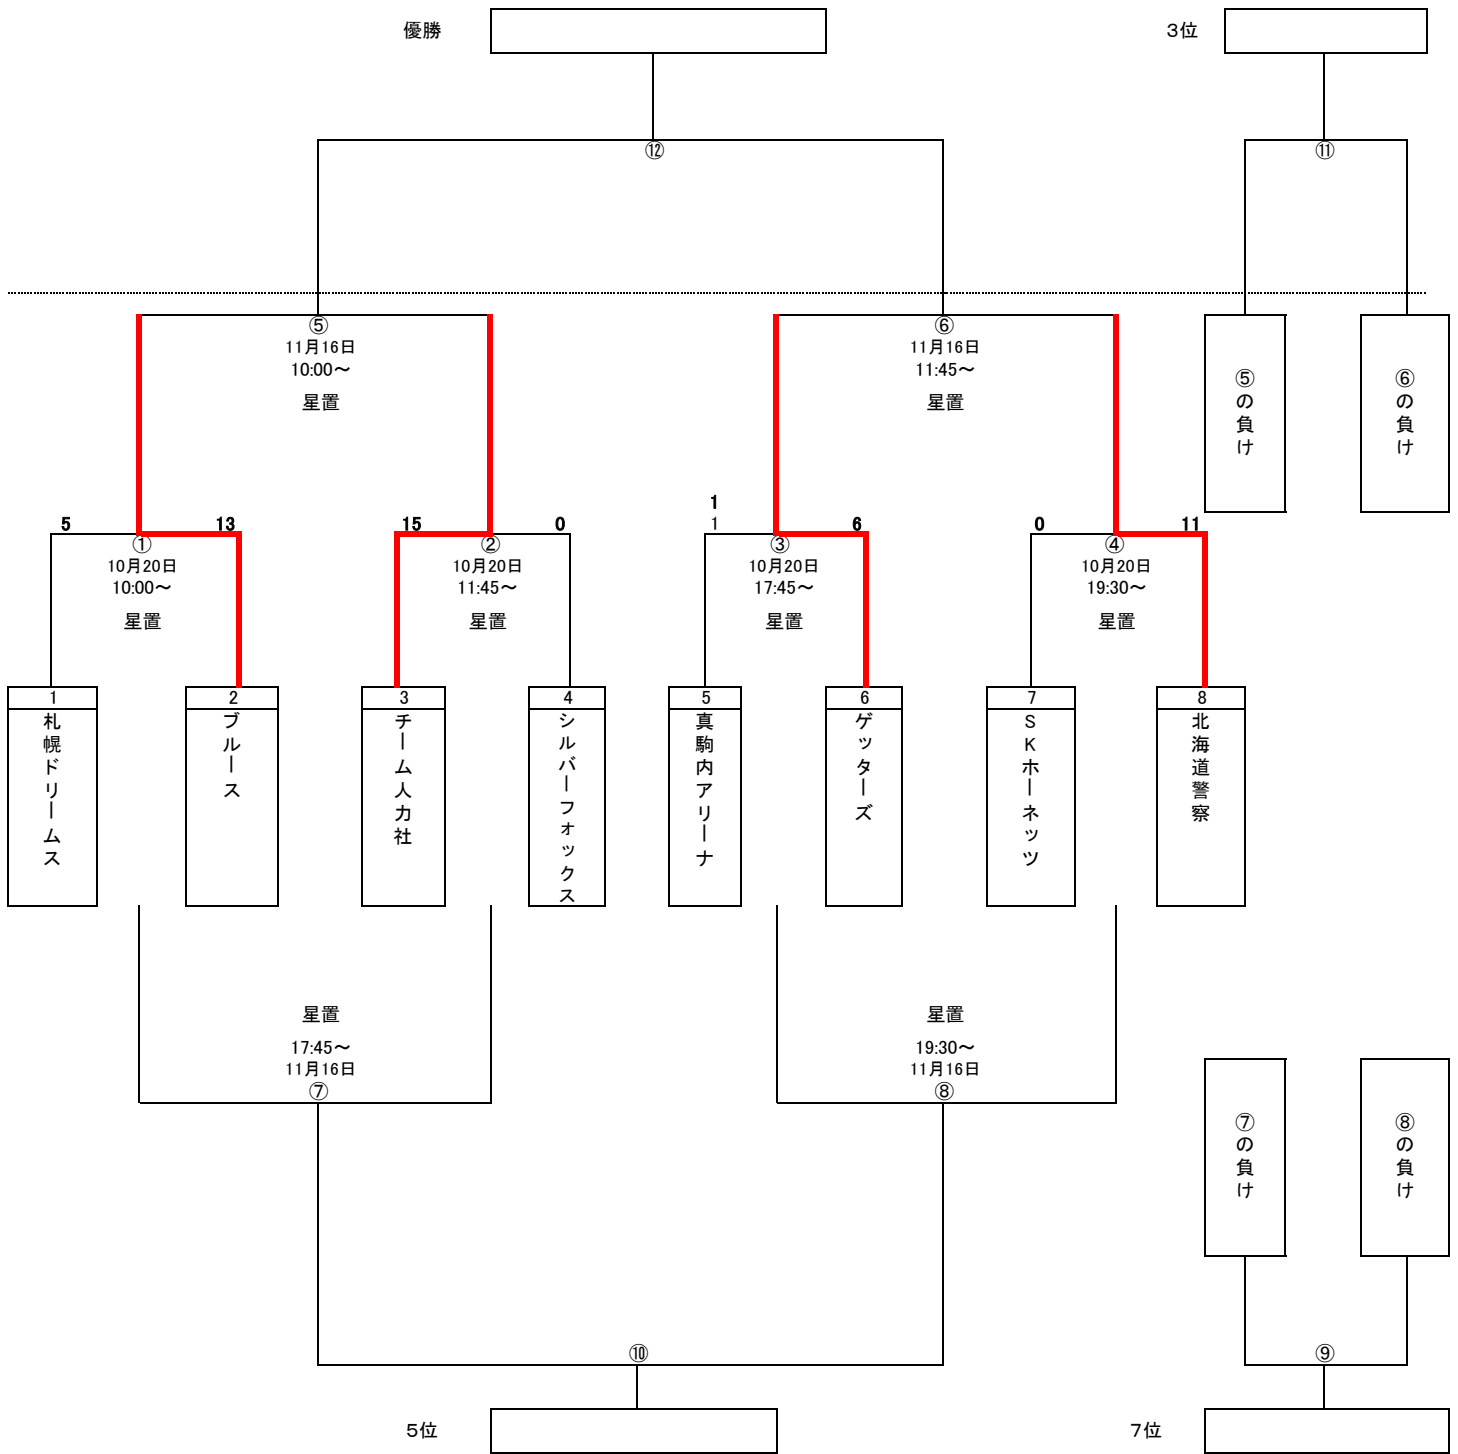 優勝
３位
⑫
⑪
⑤
11月16日
10:00～
星置
⑥
11月16日
11:45～
星置
⑤の負け
⑥の負け
5
13
15
0
1
1
6
0
11
①
10月20日
10:00～
星置
②
10月20日
11:45～
星置
③
10月20日
17:45～
星置
④
10月20日
19:30～
星置
1
2
3
4
5
6
7
8
札幌ドリームス
ブルース
チーム人力社
シルバーフォックス
真駒内アリーナ
ゲッターズ
SKホーネッツ
北海道警察
星置
17:45～
11月16日
⑦
星置
19:30～
11月16日
⑧
⑦の負け
⑧の負け
⑩
⑨
５位
７位